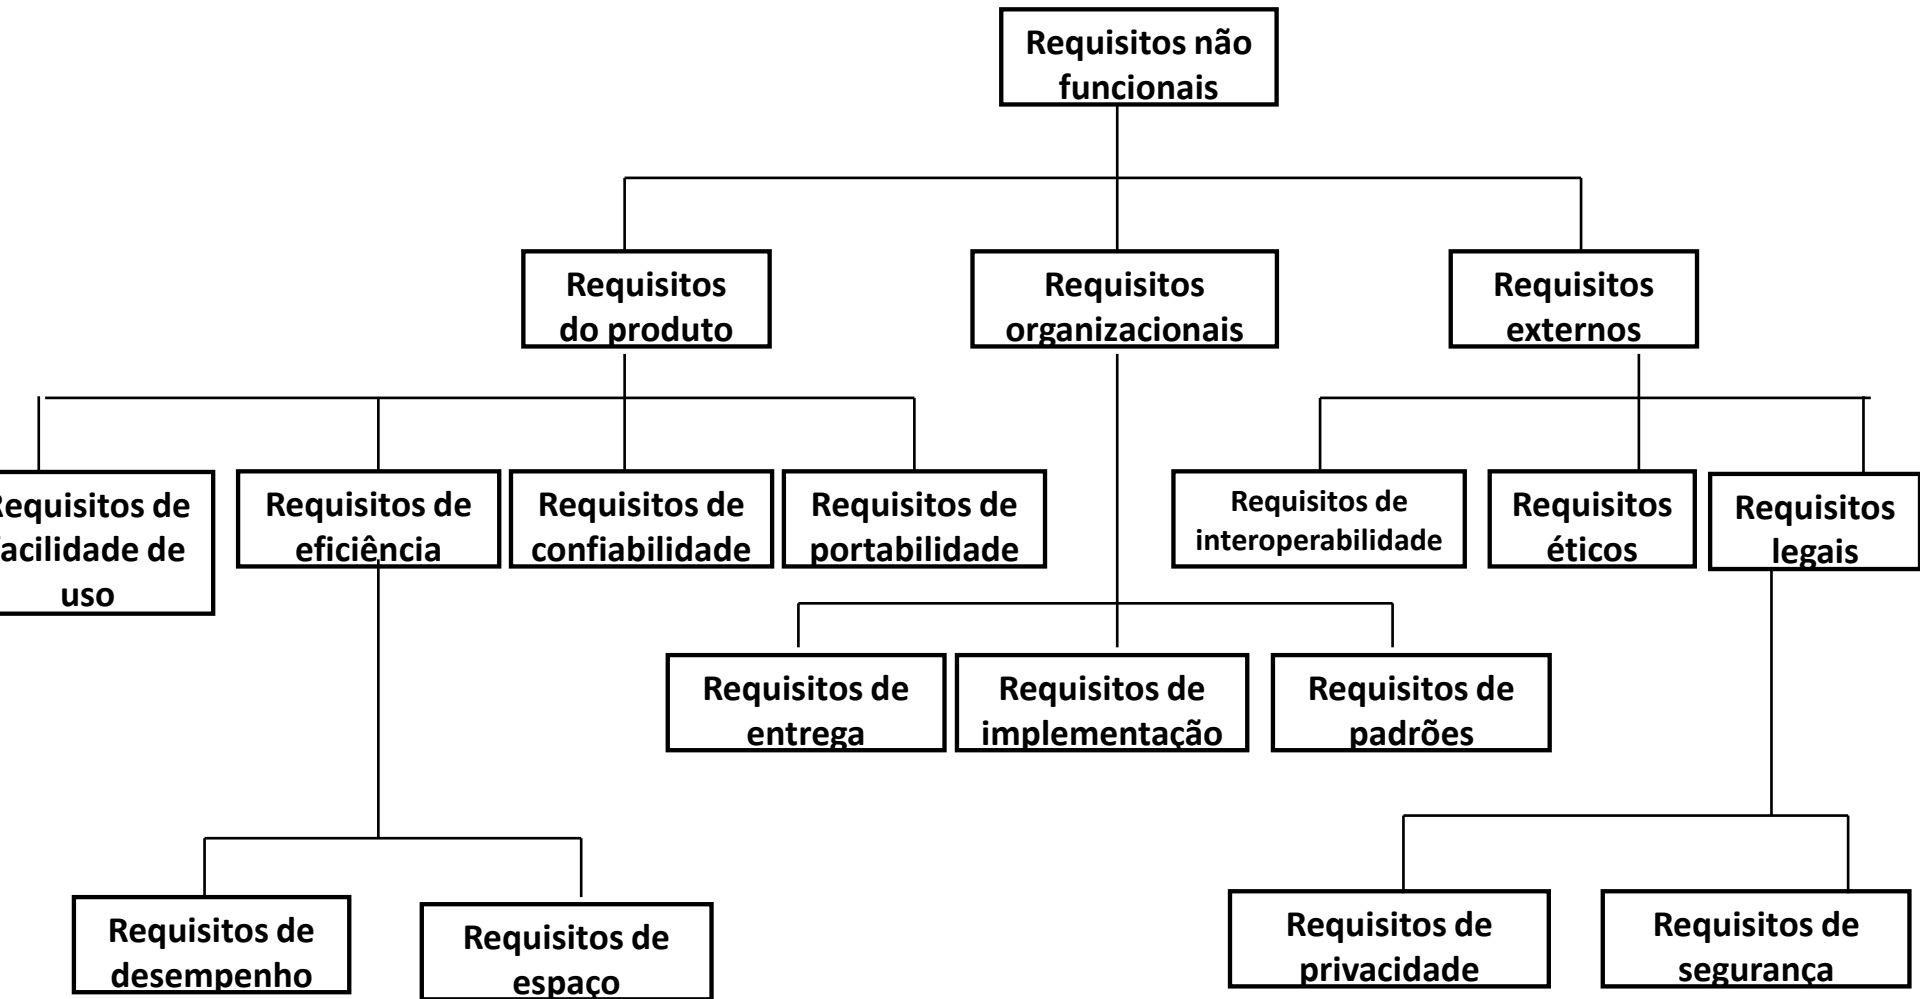 Requisitos não
funcionais
Requisitos
do produto
Requisitos
organizacionais
Requisitos
externos
Requisitos de
facilidade de
uso
Requisitos de
eficiência
Requisitos de
confiabilidade
Requisitos de
portabilidade
Requisitos de
interoperabilidade
Requisitos
éticos
Requisitos
legais
Requisitos de
entrega
Requisitos de
implementação
Requisitos de
padrões
Requisitos de
desempenho
Requisitos de
espaço
Requisitos de
privacidade
Requisitos de
segurança